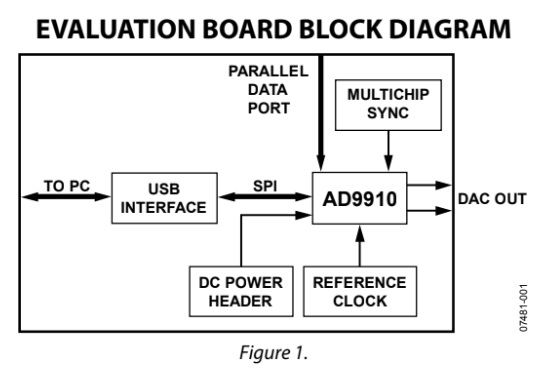 EVALUATION BOARD BLOCK DIAGRAM
PARALLEL
DATA
PORT
MULTICHIP
SYNC
TO PC
USB
INTERFACE
SPI
AD9910
DAC OUT
DC POWER
HEADER
REFERENCE
CLOCK
07481-001
Figure 1.